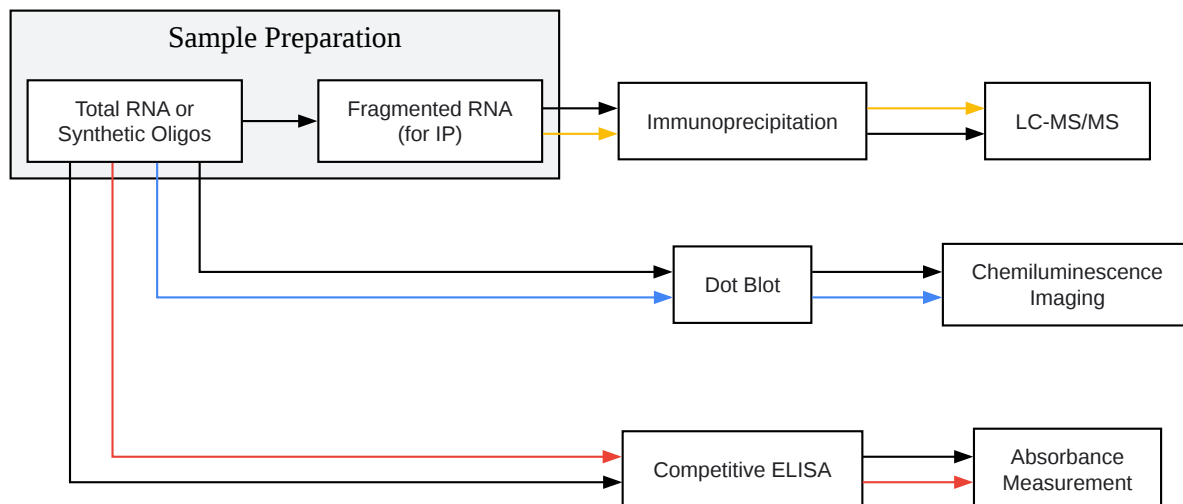 Sample Preparation
Total RNA or
Synthetic Oligos
Fragmented RNA
(for IP)
Immunoprecipitation
LC-MS/MS
Dot Blot
Chemiluminescence
Imaging
Competitive ELISA
Absorbance
Measurement